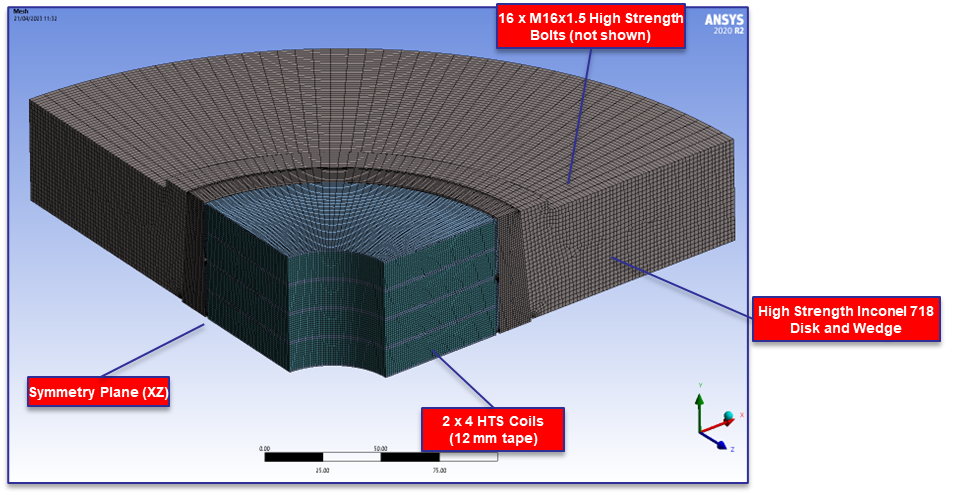 Mesh
21/04/2023 11:32
16 x M16x1.5 High Strength
Bolts (not shown)
ANSYS
2020 R2
High Strength Inconel 718
Disk and Wedge
Symmetry Plane (XZ)
2 x 4 HTS Coils
(12 mm tape)
0.00
50.00
25.00
75.00
Y
X
Z